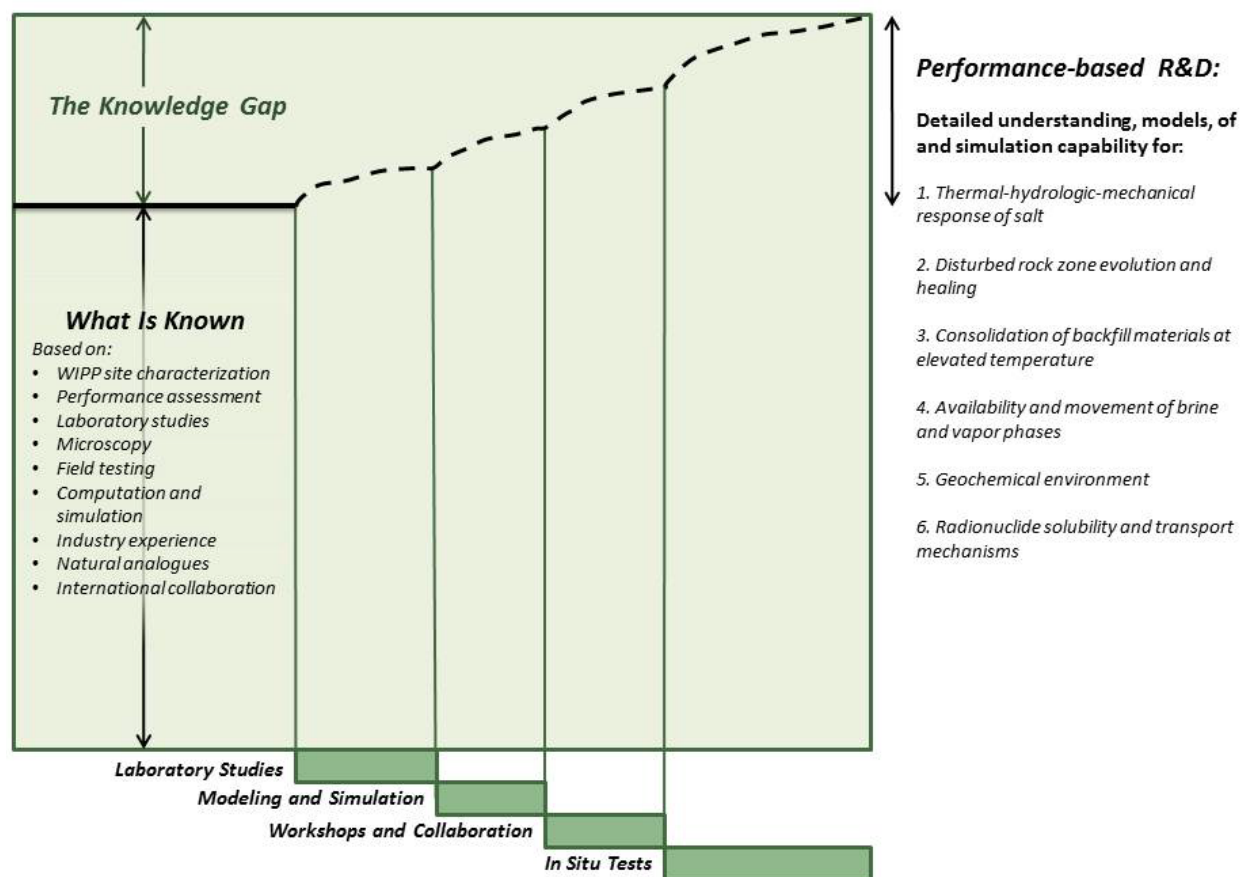 The Knowledge Gap
What Is Known
Based on:
• WIPP site characterization
• Performance assessment
• Laboratory studies
• Microscopy
• Field testing
• Computation and
simulation
• Industry experience
• Natural analogues
• International collaboration
Laboratory Studies
Modeling and Simulation
Workshops and Collaboration
In Situ Tests
Performance-based R&D:
Detailed understanding, models, of
and simulation capability for:
1. Thermal-hydrologic-mechanical
response of salt
2. Disturbed rock zone evolution and
healing
3. Consolidation of backfill materials at
elevated temperature
4. Availability and movement of brine
and vapor phases
5. Geochemical environment
6. Radionuclide solubility and transport
mechanisms